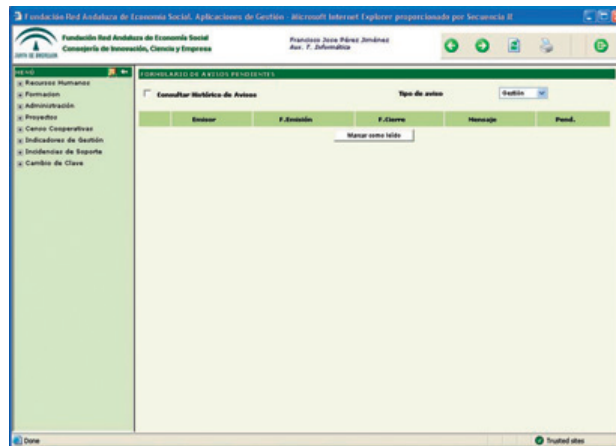 Fundación Red Andaluza de Economía Social. Aplicaciones de Gestión - Microsoft Internet Explorer proporcionado por Secuencia II
Fundación Red Andaluza de Economía Social
Consejería de Innovación, Ciencia y Empresa
Francisco Jose Pérez Jiménez
Aux. T. Informática
JUNTA DE ANDALUCIA
MENÚ
FORMULARIO DE AVISOS PENDIENTES
Recursos Humanos
Formacion
Administración
Proyectos
Censo Cooperativas
Indicadores de Gestión
Incidencias de Soporte
Cambio de Clave
Consultar Histórico de Avisos
Tipo de aviso
Gestión
Emisor
F.Emisión
F.Cierre
Mensaje
Pend.
Marcar como leído
Done
Trusted sites